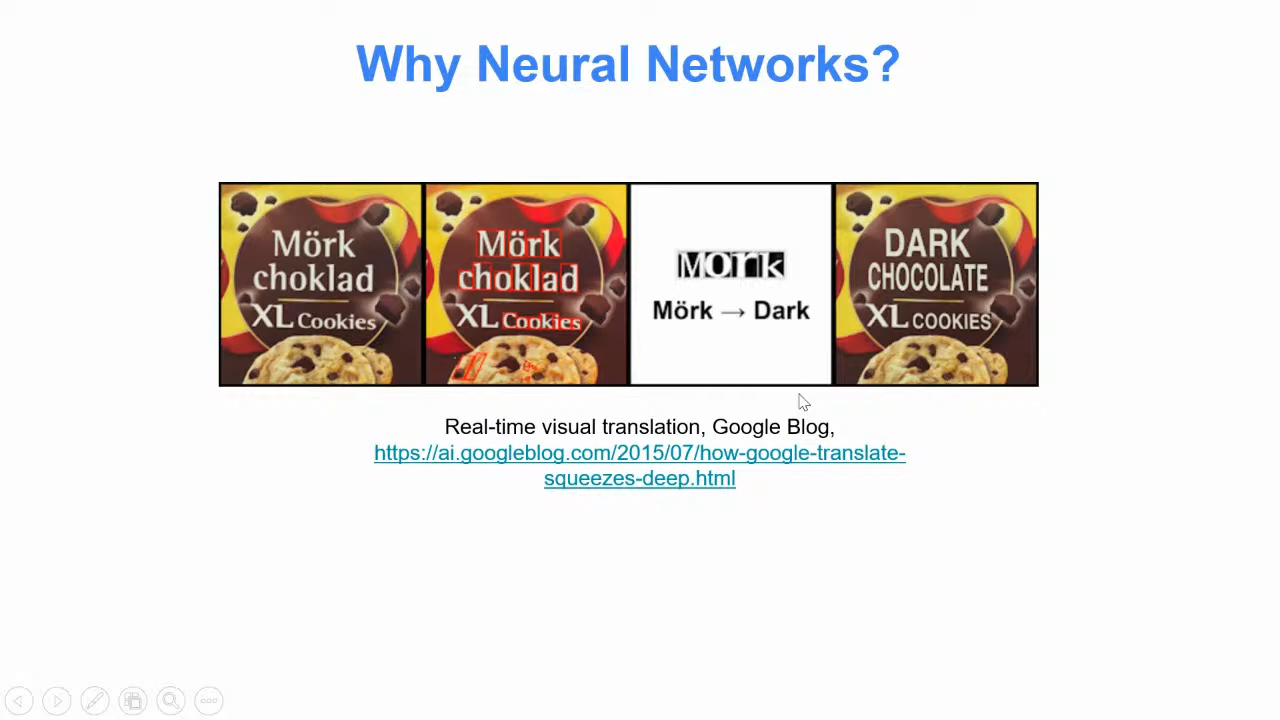 Why Neural Networks?
Mörk
choklad
XL Cookies
Mörk
choklad
XL Cookies
Mörk
Mörk → Dark
DARK
CHOCOLATE
XL COOKIES
Real-time visual translation, Google Blog,
https://ai.googleblog.com/2015/07/how-google-translate-
squeezes-deep.html